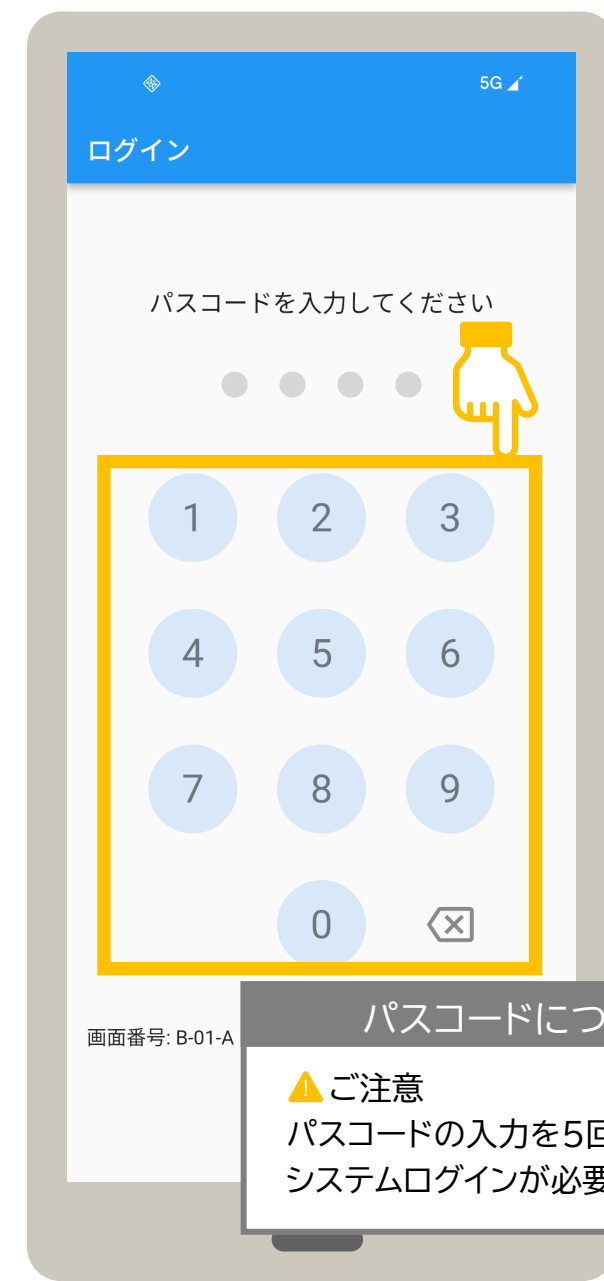 5G
ログイン
パスコードを入力してください
1 2 3
4 5 6
7 8 9
0
画面番号: B-01-A
パスコードにつ
ご注意
パスコードの入力を5回
システムログインが必要